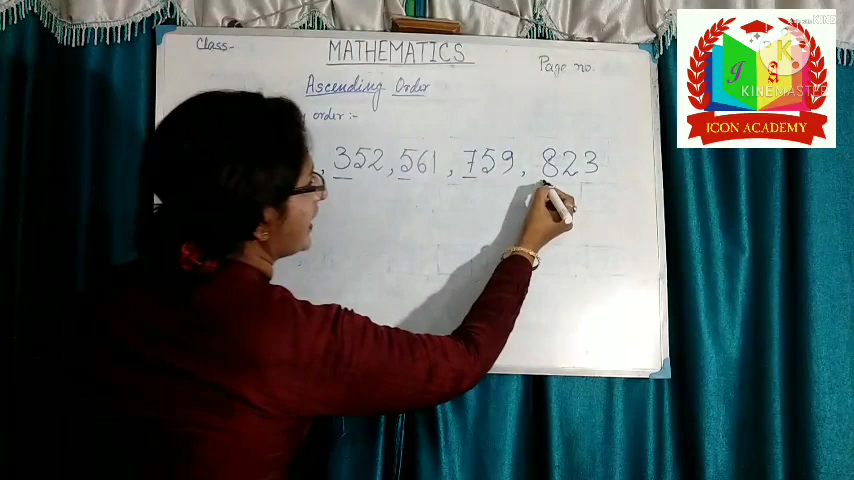 Class-
MATHEMATICS
Page no.
Ascending Order
order :-
, 352, 561, 759, 823
ICON ACADEMY
KINEMASTER